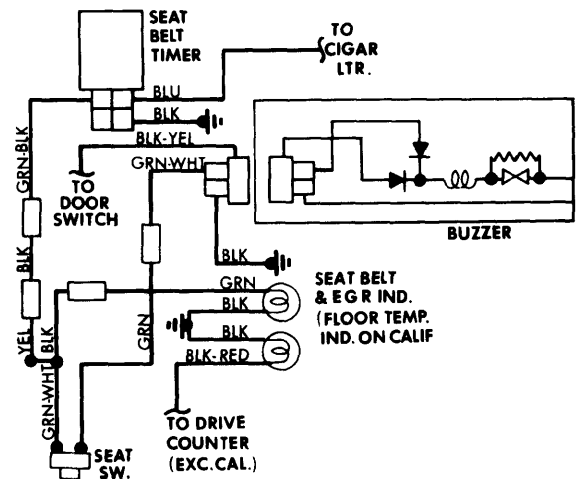 SEAT
BELT
TIMER
TO
CIGAR
LTR.
BLU
BLK
BLK-YEL
GRN-WHT
GRN-BLK
TO
DOOR
SWITCH
BUZZER
BLK
BLK
GRN
BLK
BLK
BLK-RED
SEAT BELT
& EGR IND.
(FLOOR TEMP.
IND. ON CALIF
YEL
BLK
GRN
GRN-WHT
TO DRIVE
COUNTER
(EXC.CAL.)
SEAT
SW.